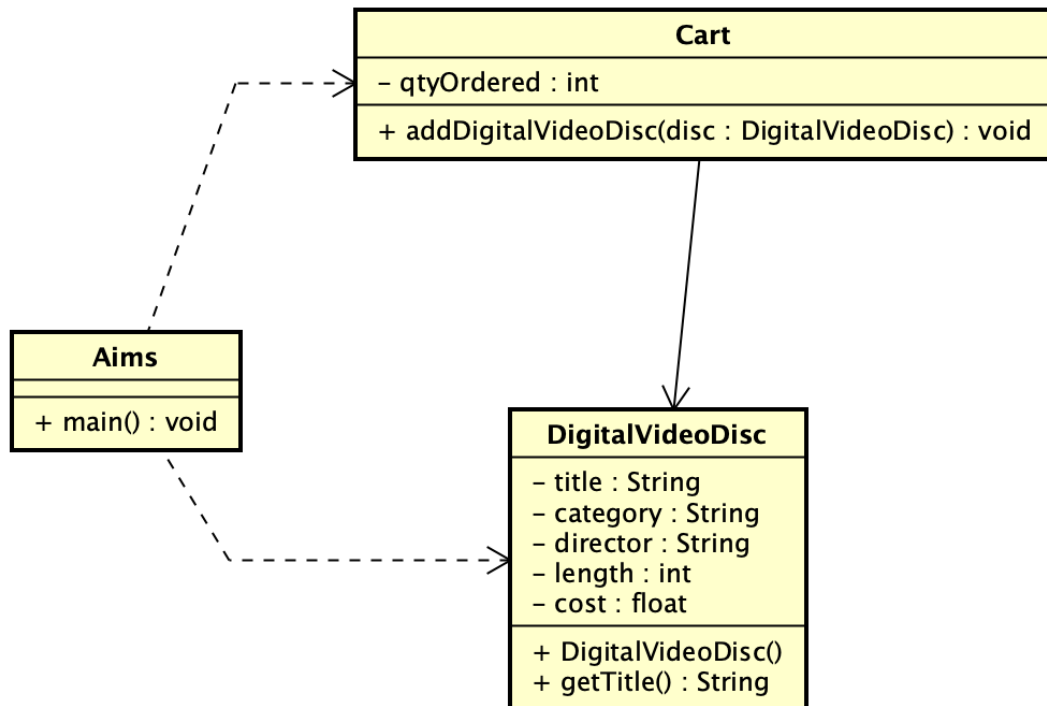 Cart
– qtyOrdered : int
+ addDigitalVideoDisc(disc : DigitalVideoDisc) : void
Aims
+ main() : void
DigitalVideoDisc
– title : String
– category : String
– director : String
– length : int
– cost : float
+ DigitalVideoDisc()
+ getTitle() : String